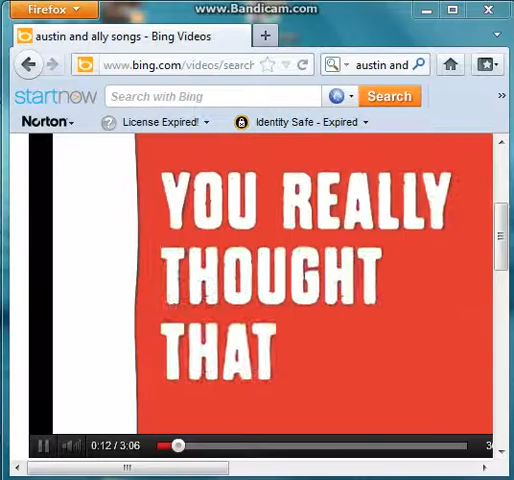 www.Bandicam.com
Firefox
austin and ally songs - Bing Videos
www.bing.com/videos/search
austin and
startnow
Search with Bing
Search
Norton
License Expired!
Identity Safe - Expired
YOU REALLY
THOUGHT
THAT
0:12 / 3:06